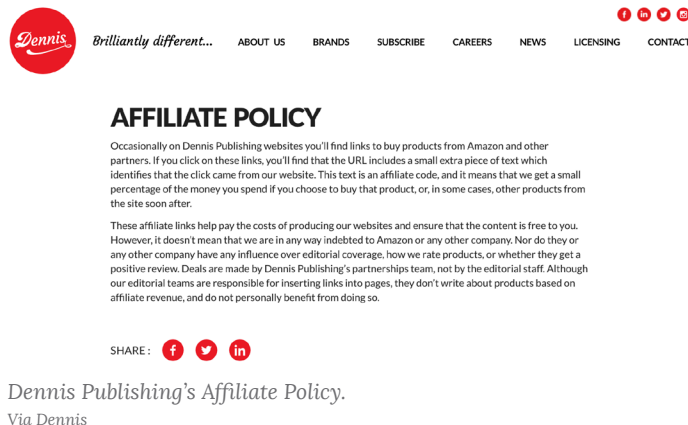 Dennis
Brilliantly different...
ABOUT US BRANDS SUBSCRIBE CAREERS NEWS LICENSING CONTACT
AFFILIATE POLICY
Occasionally on Dennis Publishing websites you'll find links to buy products from Amazon and other
partners. If you click on these links, you'll find that the URL includes a small extra piece of text which
identifies that the click came from our website. This text is an affiliate code, and it means that we get a small
percentage of the money you spend if you choose to buy that product, or, in some cases, other products from
the site soon after.
These affiliate links help pay the costs of producing our websites and ensure that the content is free to you.
However, it doesn't mean that we are in any way indebted to Amazon or any other company. Nor do they or
any other company have any influence over editorial coverage, how we rate products, or whether they get a
positive review. Deals are made by Dennis Publishing's partnerships team, not by the editorial staff. Although
our editorial teams are responsible for inserting links into pages, they don't write about products based on
affiliate revenue, and do not personally benefit from doing so.
SHARE :
Dennis Publishing's Affiliate Policy.
Via Dennis